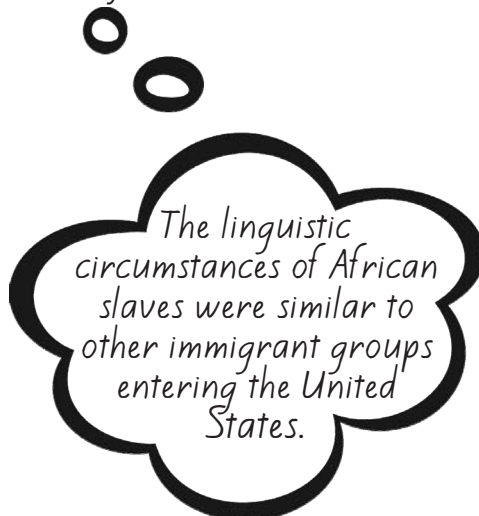 The linguistic
circumstances of African
slaves were similar to
other immigrant groups
entering the United
States.